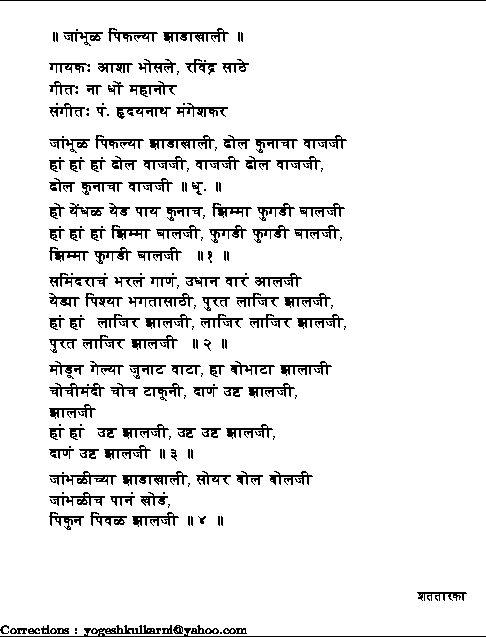 ॥ जांभूळ पिकल्या झाडाखाली ॥
गायकः आशा भोसले, रविंद्र साठे
गीतः ना धों महानोर
संगीतः पं. हृदयनाथ मंगेशकर
जांभूळ पिकल्या झाडाखाली, ढोल कुनाचा वाजजी
हां हां हां ढोल वाजजी, वाजजी ढोल वाजजी,
ढोल कुनाचा वाजजी ॥ धृ. ॥
हो येंधळ येड पाय कुनाच, झिम्मा फुगडी घालजी
हां हां हां झिम्मा घालजी, फुगडी फुगडी घालजी,
झिम्मा फुगडी घालजी ॥ १ ॥
समिंदराचं भरलं गाणं, उधान वारं आलजी
येड्या पिश्या भगतासाठी, पुरत लाजिर झालजी,
हां हां लाजिर झालजी, लाजिर लाजिर झालजी,
पुरत लाजिर झालजी ॥ २ ॥
मोडून गेल्या जुनाट वाटा, हा बोभाटा झालाजी
चोचीमंदी चोच टाकूनी, दाणं उष्ट झालजी,
झालजी
हां हां उष्ट झालजी, उष्ट उष्ट झालजी,
दाणं उष्ट झालजी ॥ ३ ॥
जांभळीच्या झाडाखाली, सोयर बोल बोलजी
जांभळीच पानं खोडं,
पिकुन पिवळ झालजी ॥ ४ ॥
शततारका
Corrections : yogeshkulkarni@yahoo.com